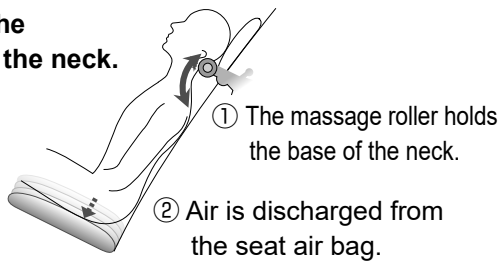 the
the neck.
① The massage roller holds
the base of the neck.
② Air is discharged from
the seat air bag.